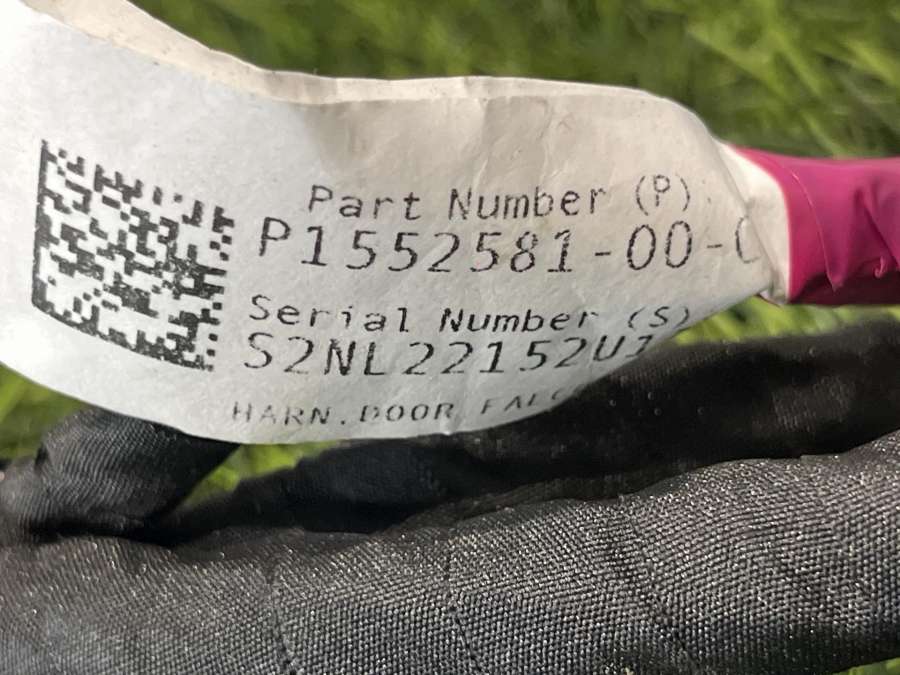 Part Number (P)
P1552581-00-
Serial Number (S)
S2NL22152U
HARN.DOOR